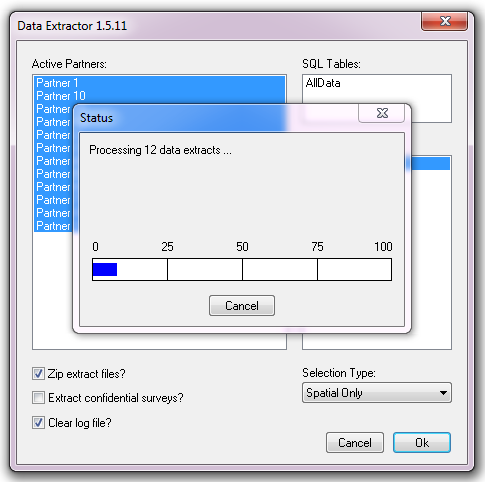 Data Extractor 1.5.11
Active Partners:
SQL Tables:
Partner 1
Partner 10
Partner
Partner
Partner
Partner
Partner
Partner
Partner
Partner
Partner
Partner
AllData
Status
Processing 12 data extracts ...
0 25 50 75 100
Cancel
Zip extract files?
Extract confidential surveys?
Clear log file?
Selection Type:
Spatial Only
Cancel
Ok